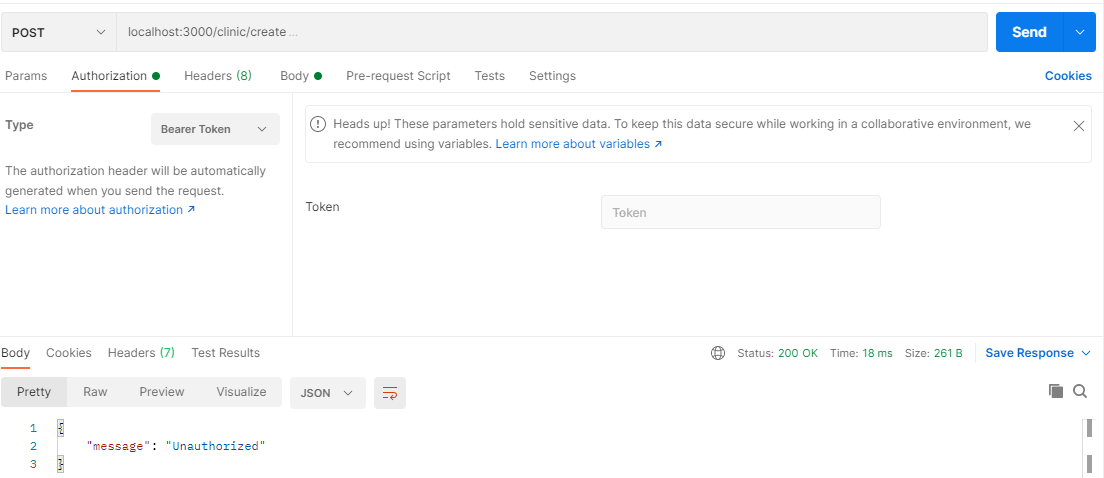 POST localhost:3000/clinic/create ... Send
Params Authorization Headers (8) Body Pre-request Script Tests Settings Cookies
Type Bearer Token
The authorization header will be automatically
generated when you send the request.
Learn more about authorization ↗
Heads up! These parameters hold sensitive data. To keep this data secure while working in a collaborative environment, we
recommend using variables. Learn more about variables ↗
Token Token
Body Cookies Headers (7) Test Results Status: 200 OK Time: 18 ms Size: 261 B Save Response
Pretty Raw Preview Visualize JSON
1 {
2 "message": "Unauthorized"
3 }